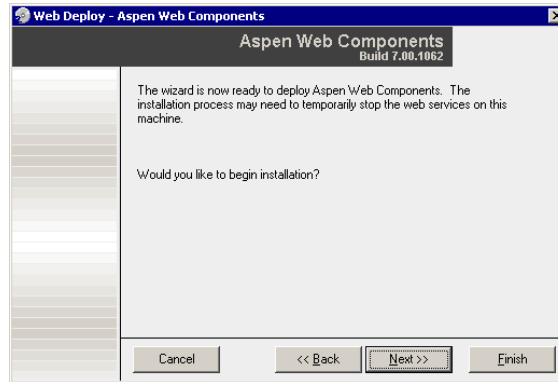 Web Deploy - Aspen Web Components
Aspen Web Components
Build 7.00.1062
The wizard is now ready to deploy Aspen Web Components. The
installation process may need to temporarily stop the web services on this
machine.
Would you like to begin installation?
Cancel
<< Back
Next >>
Finish